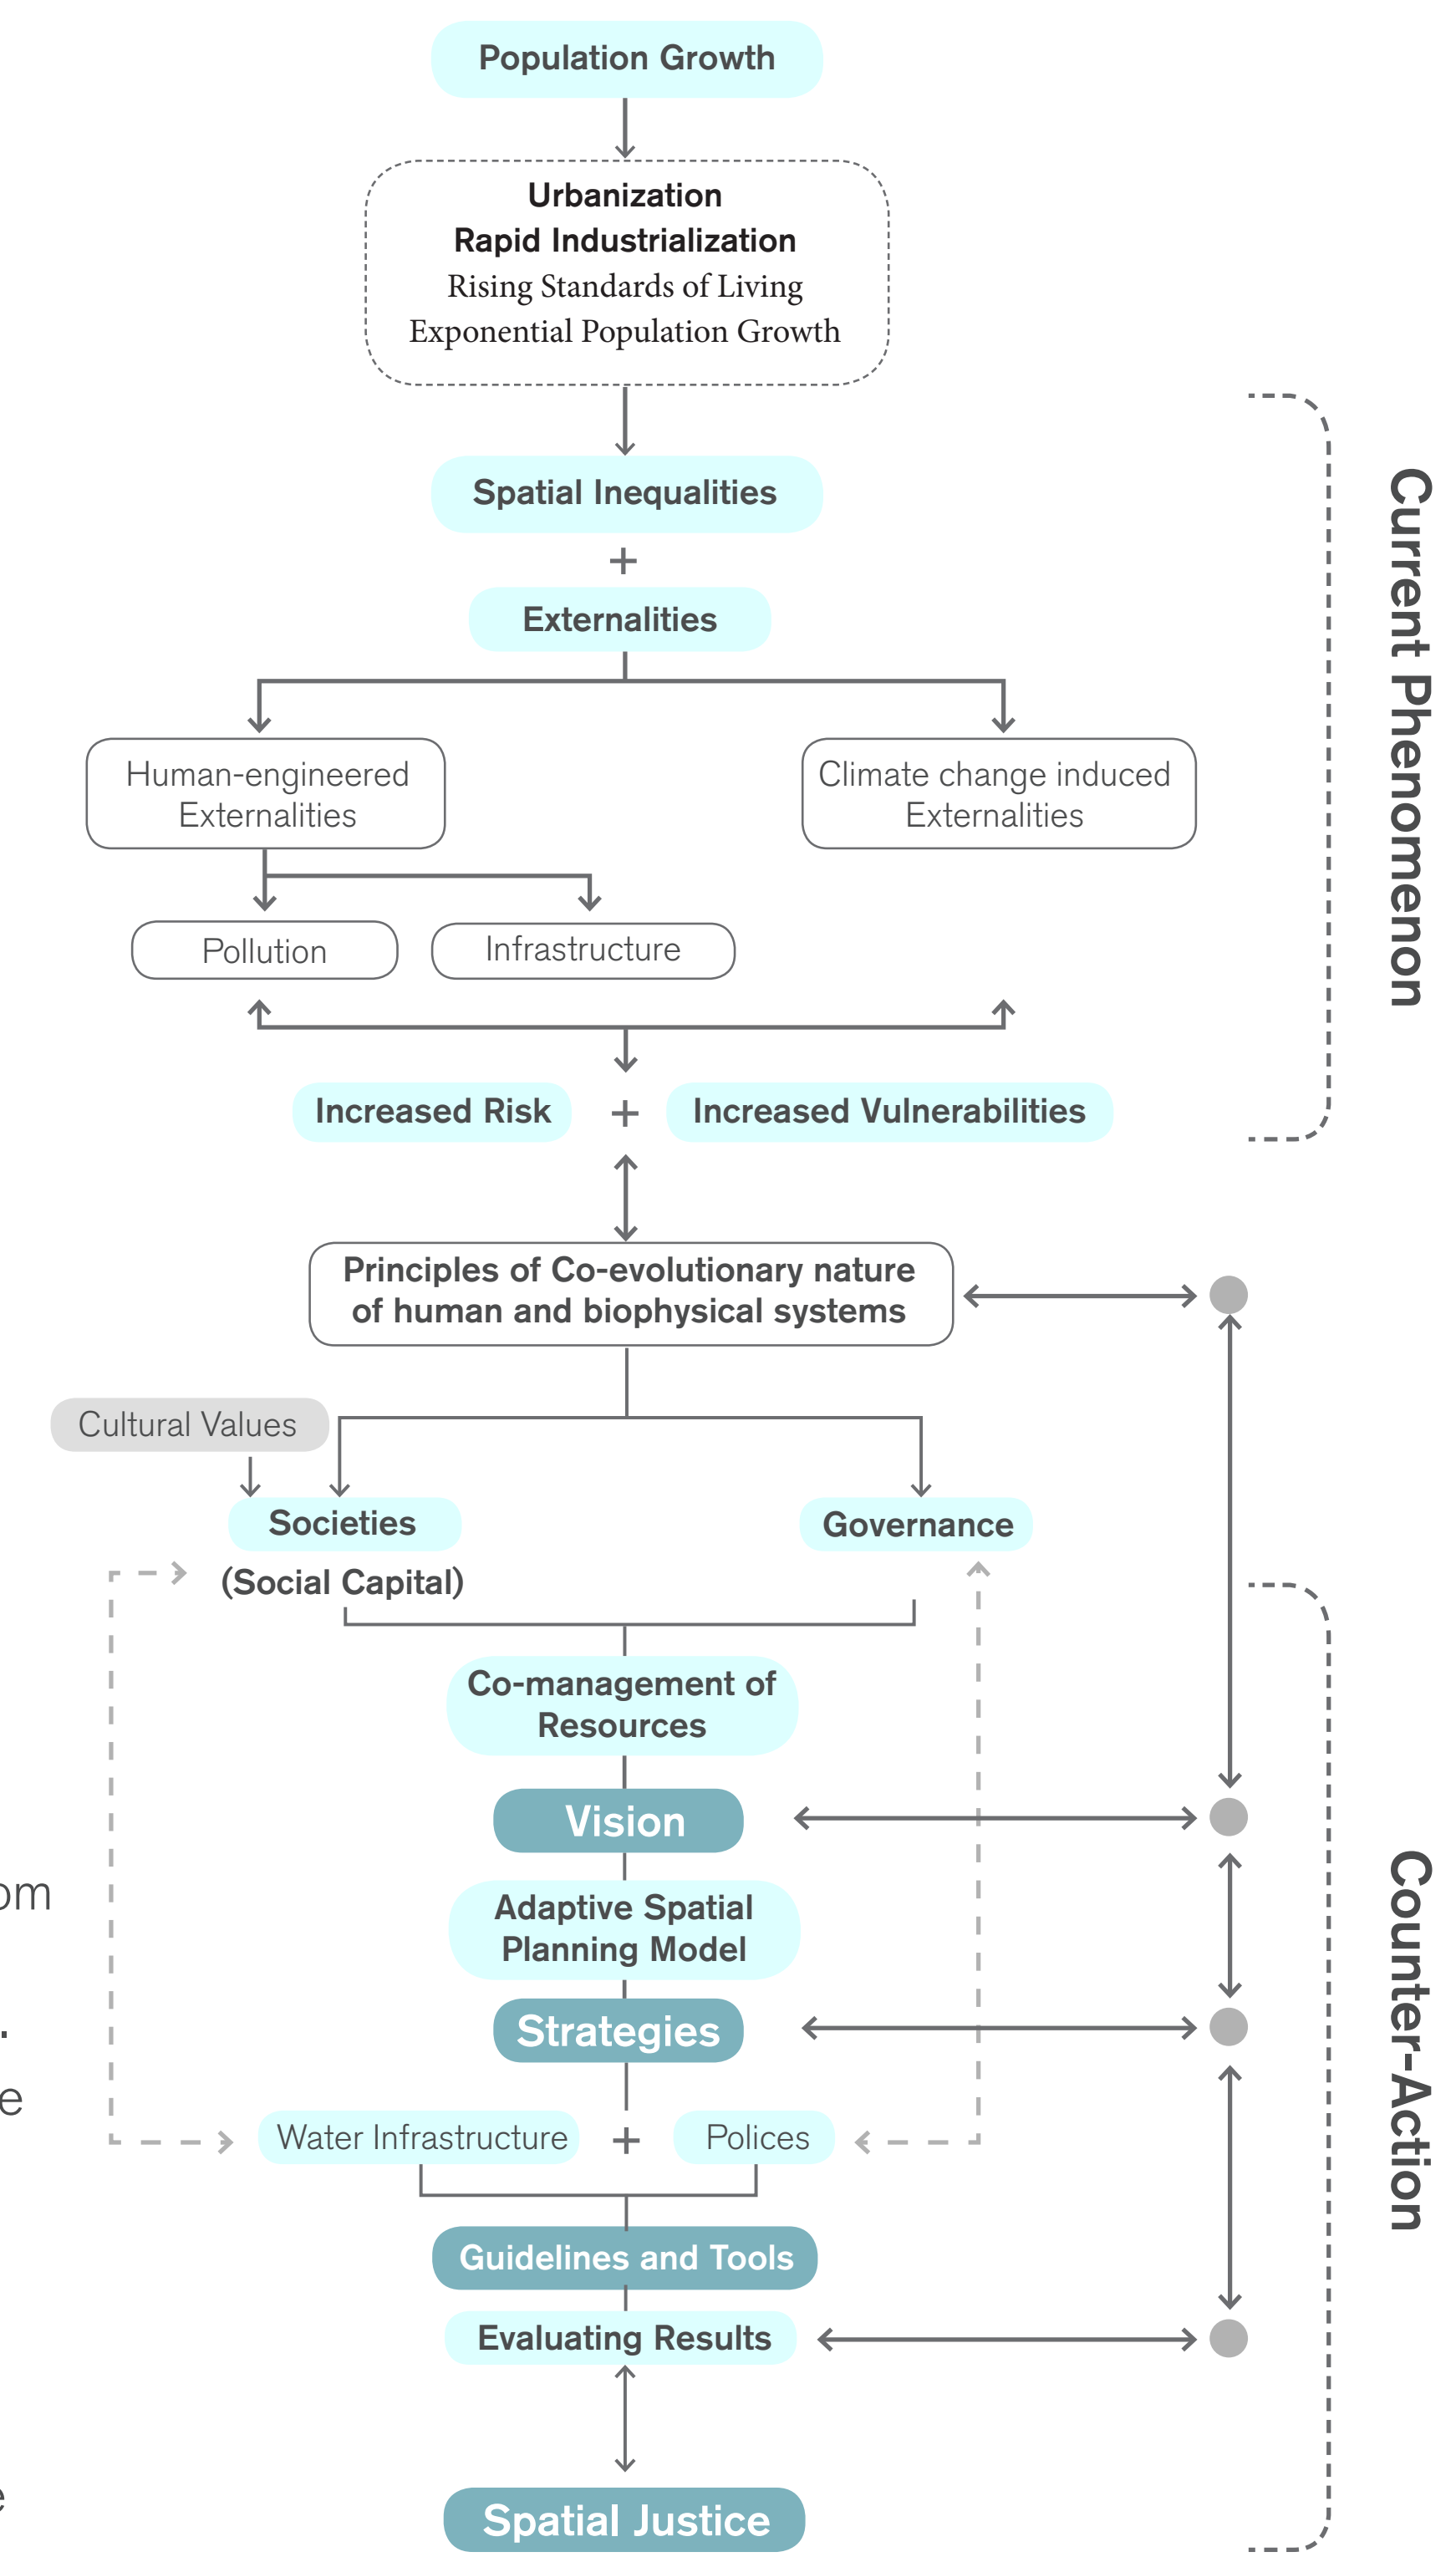 Population Growth
Urbanization
Rapid Industrialization
Rising Standards of Living
Exponential Population Growth
Spatial Inequalities
+
Externalities
Human-engineered
Externalities
Climate change induced
Externalities
Pollution
Infrastructure
Increased Risk + Increased Vulnerabilities
Current Phenomenon
Principles of Co-evolutionary nature
of human and biophysical systems
Cultural Values
Societies
(Social Capital)
Governance
Co-management of
Resources
Vision
Adaptive Spatial
Planning Model
Strategies
Water Infrastructure + Polices
Guidelines and Tools
Evaluating Results
Spatial Justice
Counter-Action
om
.
e